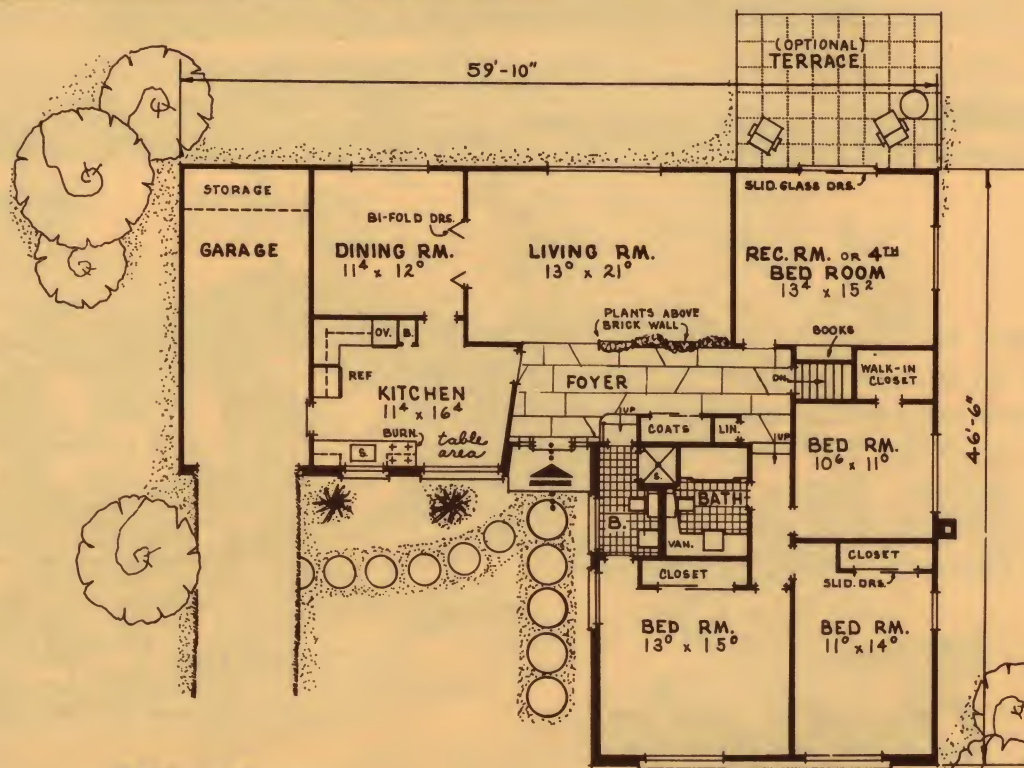 (OPTIONAL)
TERRACE
59'-10"
SLID. GLASS DRS.
STORAGE
BI-FOLD DRS.
GARAGE
DINING RM.
11⁴ x 12⁰
LIVING RM.
13⁰ x 21⁰
REC. RM. OR 4TH
BED ROOM
13⁴ x 15²
PLANTS ABOVE
BRICK WALL
OV.
B.
BOOKS
REF
KITCHEN
11⁴ x 16⁴
FOYER
DN.
WALK-IN
CLOSET
BURN.
S.
table
area
UP
COATS
LIN.
UP
BED RM.
10⁶ x 11⁰
46'-6"
S.
BATH
B.
VAN.
CLOSET
CLOSET
SLID. DRS.
BED RM.
13⁰ x 15⁰
BED RM.
11⁰ x 14⁰